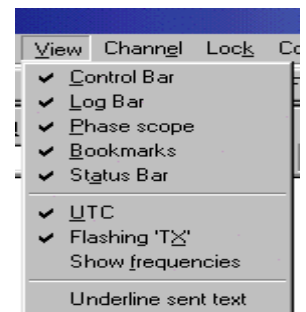 View Channel Lock
Control Bar
Log Bar
Phase scope
Bookmarks
Status Bar
UTC
Flashing 'TX'
Show frequencies
Underline sent text